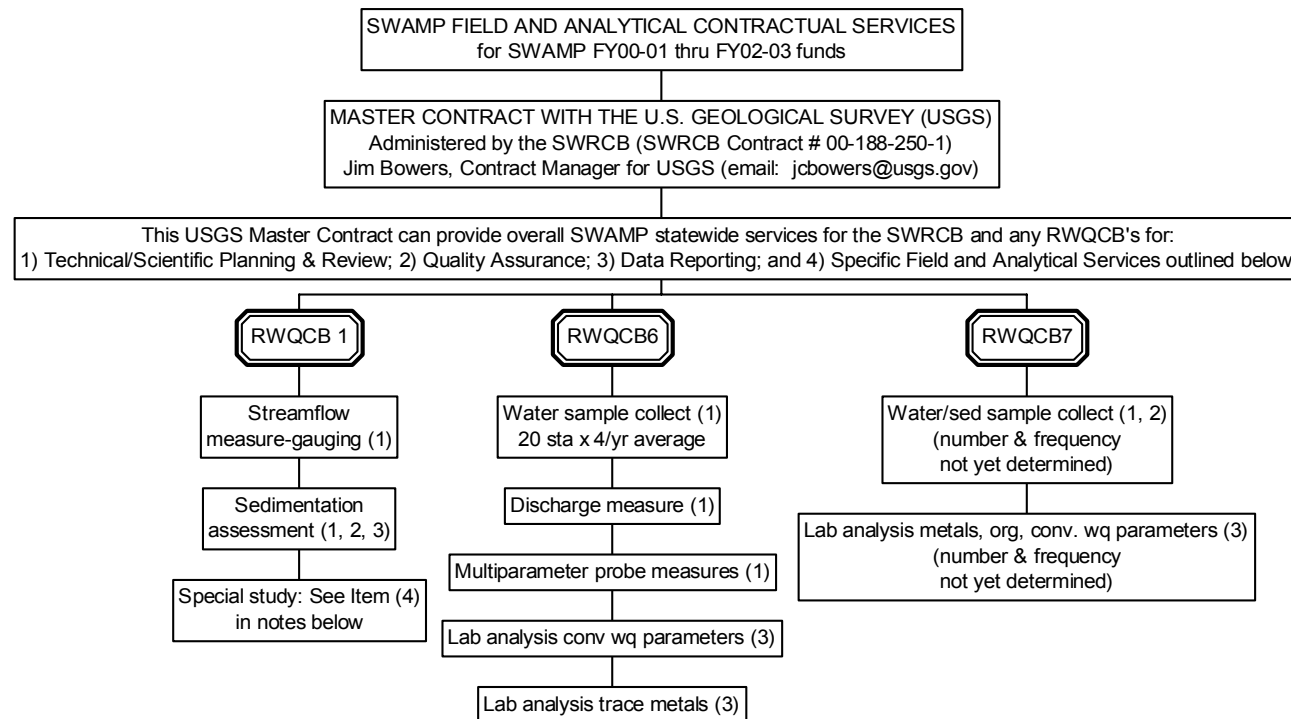 SWAMP FIELD AND ANALYTICAL CONTRACTUAL SERVICES
for SWAMP FY00-01 thru FY02-03 funds
MASTER CONTRACT WITH THE U.S. GEOLOGICAL SURVEY (USGS)
Administered by the SWRCB (SWRCB Contract # 00-188-250-1)
Jim Bowers, Contract Manager for USGS (email:  jcbowers@usgs.gov)
This USGS Master Contract can provide overall SWAMP statewide services for the SWRCB and any RWQCB's for:
1) Technical/Scientific Planning & Review; 2) Quality Assurance; 3) Data Reporting; and 4) Specific Field and Analytical Services outlined below
RWQCB 1
Streamflow
measure-gauging (1)
Sedimentation
assessment (1, 2, 3)
Special study: See Item (4)
in notes below
RWQCB6
Water sample collect (1)
20 sta x 4/yr average
Discharge measure (1)
Multiparameter probe measures (1)
Lab analysis conv wq parameters (3)
Lab analysis trace metals (3)
RWQCB7
Water/sed sample collect (1, 2)
(number & frequency
not yet determined)
Lab analysis metals, org, conv. wq parameters (3)
(number & frequency
not yet determined)